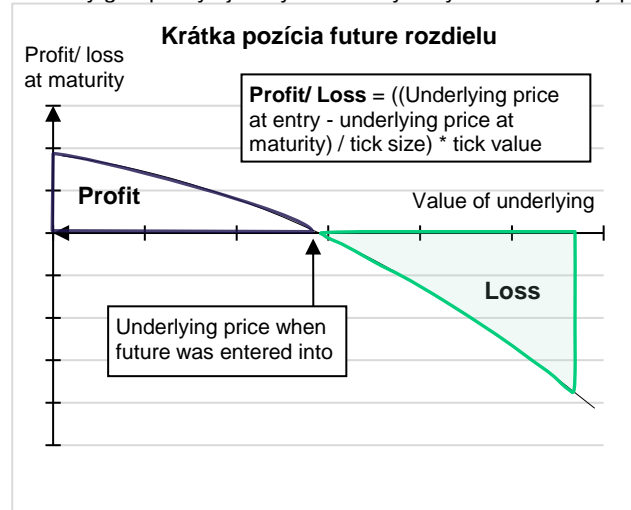 Krátka pozícia future rozdielu
Profit/ loss
at maturity
Profit/ Loss = ((Underlying price
at entry - underlying price at
maturity) / tick size) * tick value
Profit
Value of underlying
Loss
Underlying price when
future was entered into